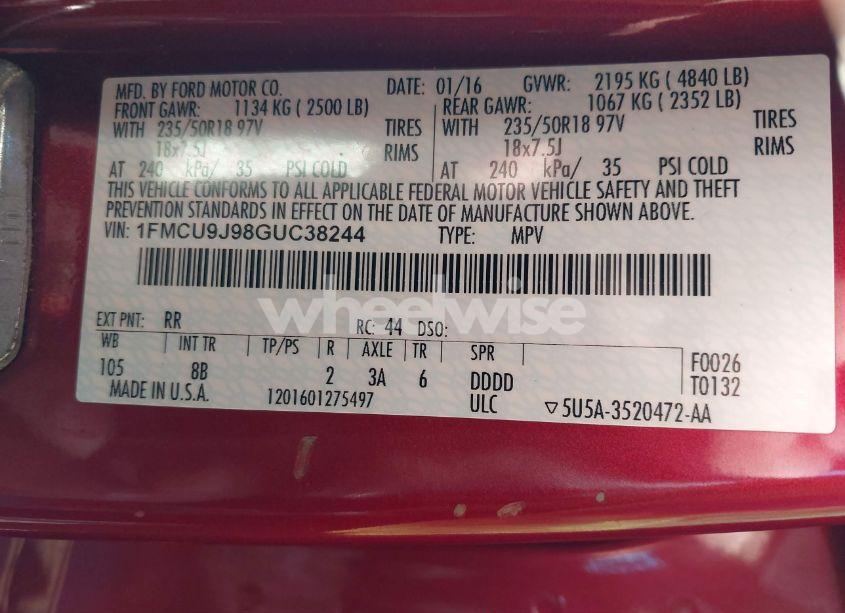 MFD. BY FORD MOTOR CO. DATE: 01/16 GVWR: 2195 KG ( 4840 LB)
FRONT GAWR: 1134 KG ( 2500 LB) REAR GAWR: 1067 KG ( 2352 LB)
WITH 235/50R18 97V TIRES WITH 235/50R18 97V TIRES
18x7.5J RIMS 18x7.5J RIMS
AT 240 kPa/ 35 PSI COLD AT 240 kPa/ 35 PSI COLD
THIS VEHICLE CONFORMS TO ALL APPLICABLE FEDERAL MOTOR VEHICLE SAFETY AND THEFT
PREVENTION STANDARDS IN EFFECT ON THE DATE OF MANUFACTURE SHOWN ABOVE.
VIN: 1FMCU9J98GUC38244 TYPE: MPV
wheelwise
EXT PNT: RR RC: 44 DSO:
WB INT TR TP/PS R AXLE TR SPR F0026
105 8B 2 3A 6 DDDD T0132
MADE IN U.S.A. 1201601275497 ULC ▽5U5A-3520472-AA